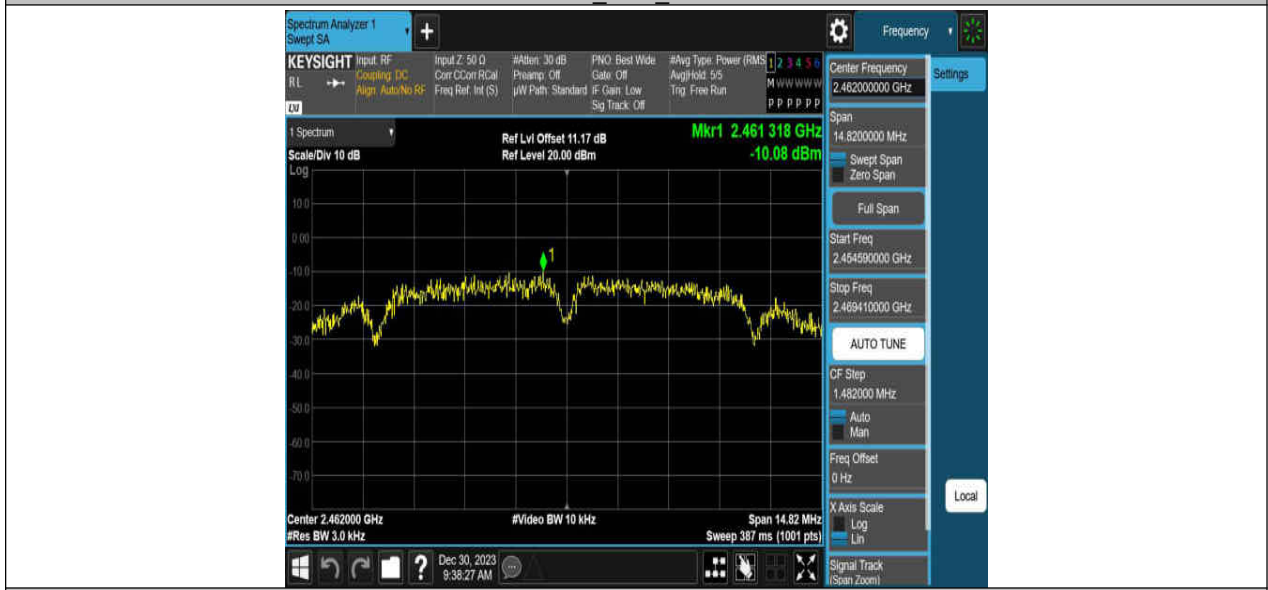 Spectrum Analyzer 1
Swept SA
+
Frequency
KEYSIGHT
RL
LXI
Input: RF
Coupling: DC
Align: Auto/No RF
Input Z: 50 Ω
Corr CCorr RCal
Freq Ref: Int (S)
#Atten: 30 dB
Preamp: Off
µW Path: Standard
PNO: Best Wide
Gate: Off
IF Gain: Low
Sig Track: Off
#Avg Type: Power (RMS
Avg|Hold: 5/5
Trig: Free Run
1 2 3 4 5 6
M W W W W W
P P P P P P
1 Spectrum
Scale/Div 10 dB
Log
Ref Lvl Offset 11.17 dB
Ref Level 20.00 dBm
Mkr1 2.461 318 GHz
-10.08 dBm
10.0
0.00
-10.0
-20.0
-30.0
-40.0
-50.0
-60.0
-70.0
1
Center 2.462000 GHz
#Res BW 3.0 kHz
#Video BW 10 kHz
Span 14.82 MHz
Sweep 387 ms (1001 pts)
Center Frequency
2.462000000 GHz
Settings
Span
14.8200000 MHz
Swept Span
Zero Span
Full Span
Start Freq
2.454590000 GHz
Stop Freq
2.469410000 GHz
AUTO TUNE
CF Step
1.482000 MHz
Auto
Man
Freq Offset
0 Hz
X Axis Scale
Log
Lin
Local
Signal Track
(Span Zoom)
?
Dec 30, 2023
9:38:27 AM